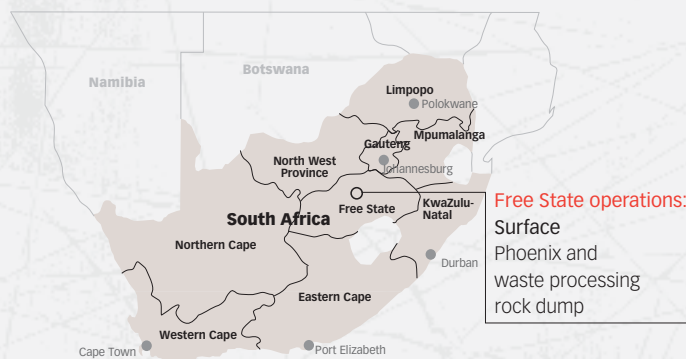 Botswana
Namibia
Limpopo
Polokwane
Mpumalanga
Gauteng
Johannesburg
North West
Province
Free State operations:
Surface
Phoenix and
waste processing
rock dump
KwaZulu-
Natal
Free State
South Africa
Northern Cape
Durban
Eastern Cape
Western Cape
Cape Town
Port Elizabeth